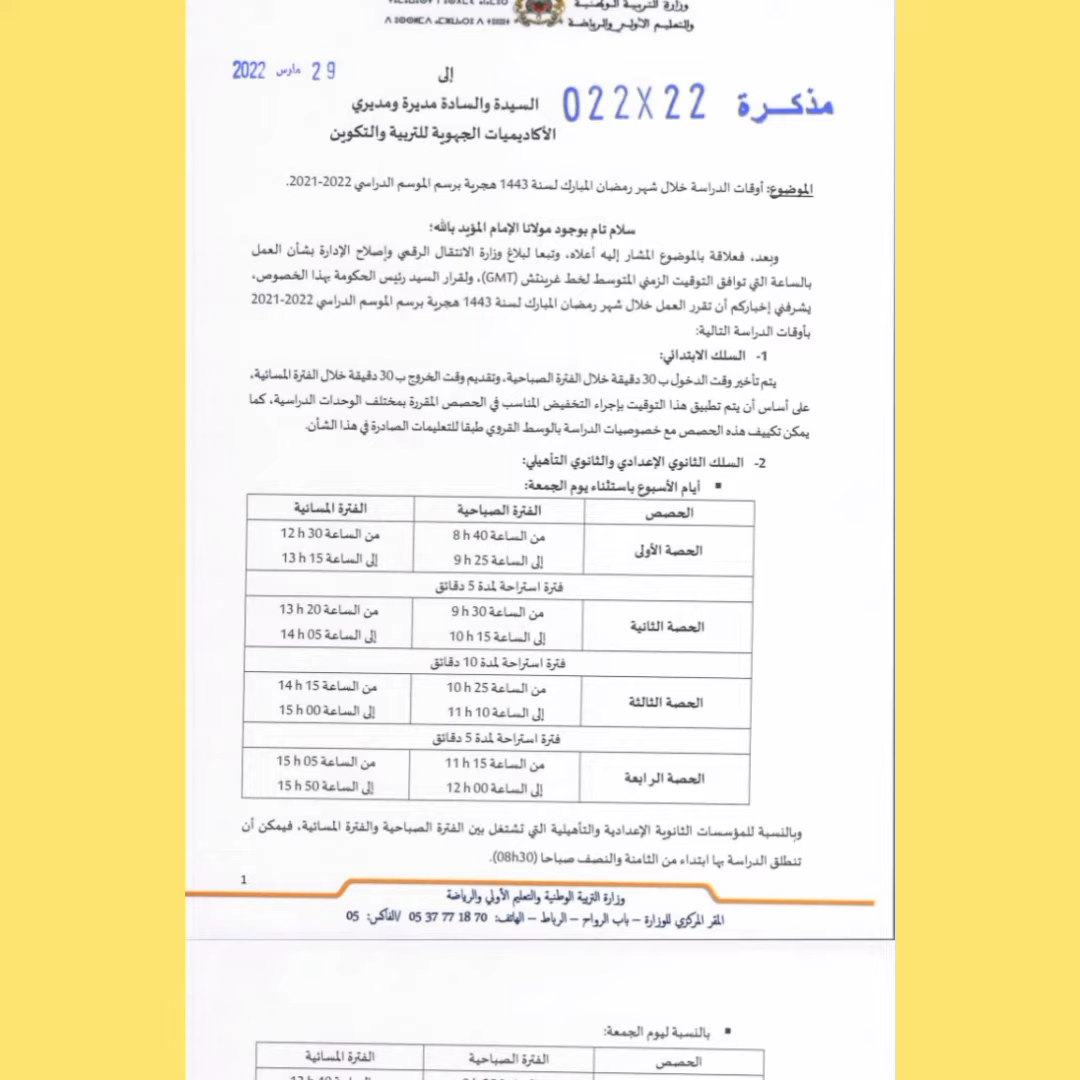 وزارة التربية الوطنية
والتعليم الأولي والرياضة
29 مارس 2022
إلى
مذكرة 022X22
السيدة والسادة مديرة ومديري
الأكاديميات الجهوية للتربية والتكوين
الموضوع: أوقات الدراسة خلال شهر رمضان المبارك لسنة 1443 هجرية برسم الموسم الدراسي 2022-2021.
سلام تام بوجود مولانا الإمام المؤيد بالله؛
وبعد، فعلاقة بالموضوع المشار إليه أعلاه، وتبعا لبلاغ وزارة الانتقال الرقمي وإصلاح الإدارة بشأن العمل
بالساعة التي توافق التوقيت الزمني المتوسط لخط غرينتش (GMT)، ولقرار السيد رئيس الحكومة بهذا الخصوص،
يشرفني إخباركم أن تقرر العمل خلال شهر رمضان المبارك لسنة 1443 هجرية برسم الموسم الدراسي 2022-2021
بأوقات الدراسة التالية:
1- السلك الابتدائي:
يتم تأخير وقت الدخول ب 30 دقيقة خلال الفترة الصباحية، وتقديم وقت الخروج ب 30 دقيقة خلال الفترة المسائية،
على أساس أن يتم تطبيق هذا التوقيت بإجراء التخفيض المناسب في الحصص المقررة بمختلف الوحدات الدراسية، كما
يمكن تكييف هذه الحصص مع خصوصيات الدراسة بالوسط القروي طبقا للتعليمات الصادرة في هذا الشأن.
2- السلك الثانوي الإعدادي والثانوي التأهيلي:
▪ أيام الأسبوع باستثناء يوم الجمعة:
الحصص الفترة الصباحية الفترة المسائية
الحصة الأولى من الساعة 8 h 40 من الساعة 12 h 30
إلى الساعة 9 h 25 إلى الساعة 13 h 15
فترة استراحة لمدة 5 دقائق
الحصة الثانية من الساعة 9 h 30 من الساعة 13 h 20
إلى الساعة 10 h 15 إلى الساعة 14 h 05
فترة استراحة لمدة 10 دقائق
الحصة الثالثة من الساعة 10 h 25 من الساعة 14 h 15
إلى الساعة 11 h 10 إلى الساعة 15 h 00
فترة استراحة لمدة 5 دقائق
الحصة الرابعة من الساعة 11 h 15 من الساعة 15 h 05
إلى الساعة 12 h 00 إلى الساعة 15 h 50
وبالنسبة للمؤسسات الثانوية الإعدادية والتأهيلية التي تشتغل بين الفترة الصباحية والفترة المسائية، فيمكن أن
تنطلق الدراسة بها ابتداء من الثامنة والنصف صباحا (08h30).
1
وزارة التربية الوطنية والتعليم الأولي والرياضة
المقر المركزي للوزارة – باب الرواح – الرباط – الهاتف: 05 37 77 18 70 /الفاكس: 05
▪ بالنسبة ليوم الجمعة:
الحصص الفترة الصباحية الفترة المسائية